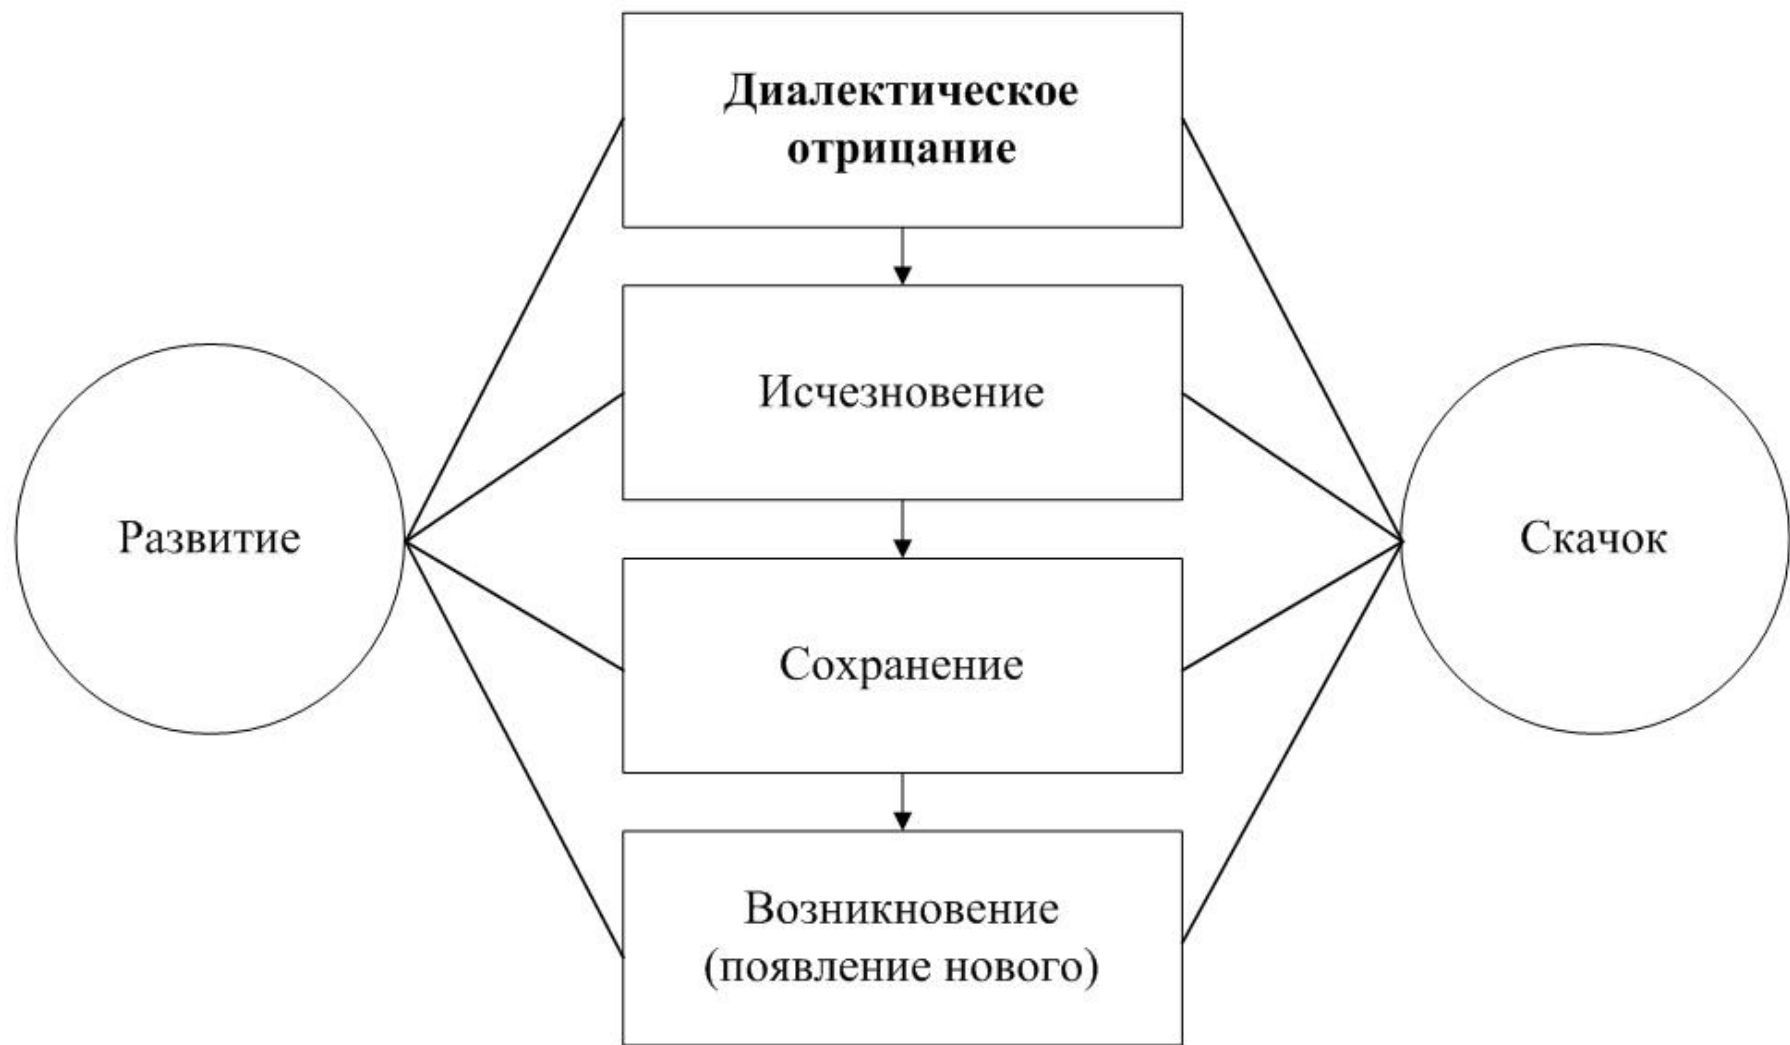 Диалектическое
отрицание
Исчезновение
Развитие
Скачок
Сохранение
Возникновение
(появление нового)